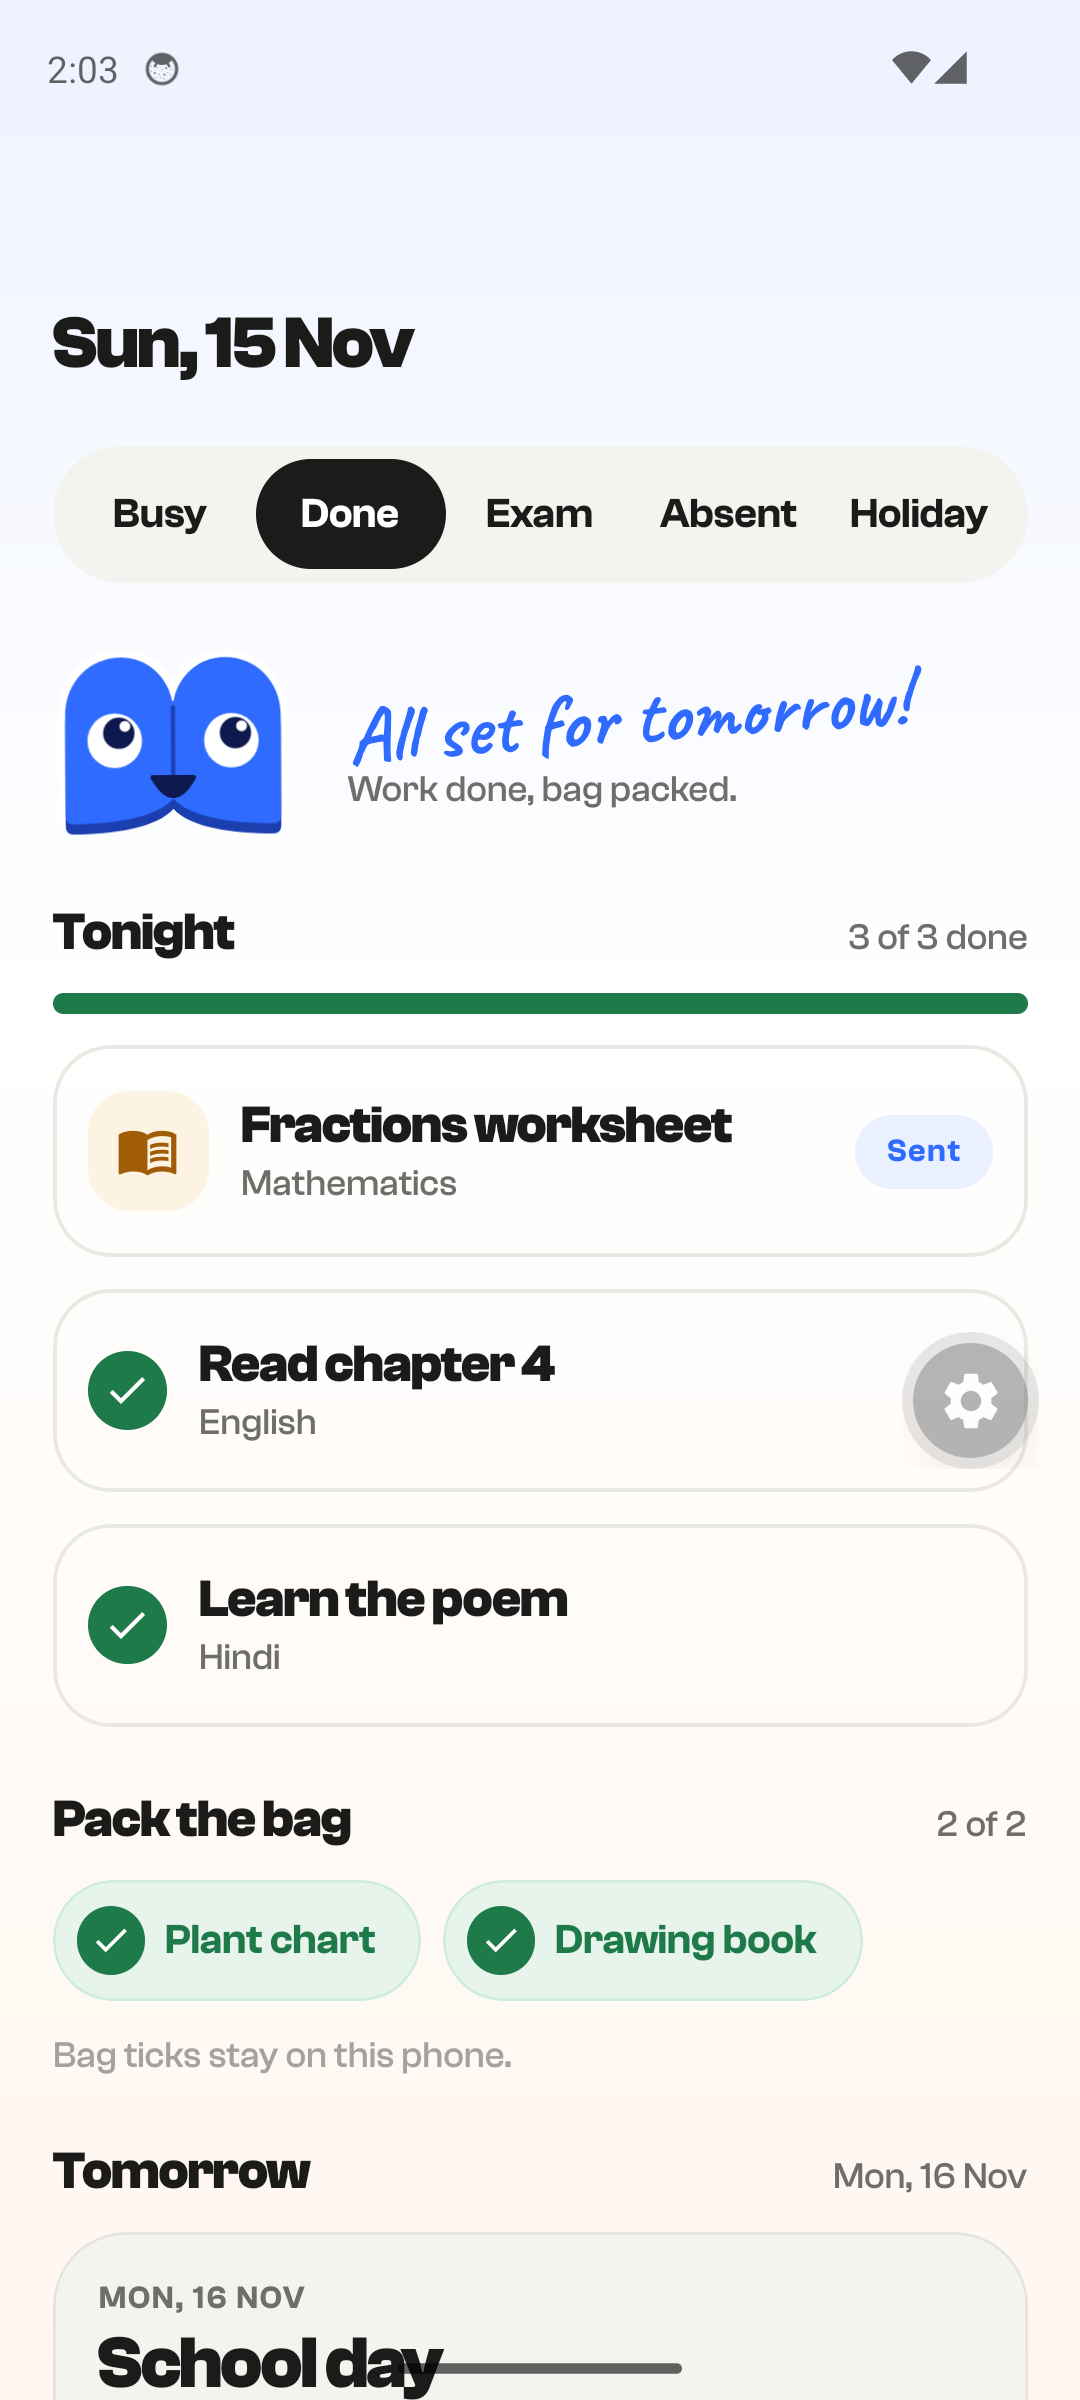 2:03
Sun, 15 Nov
Busy Done Exam Absent Holiday
All set for tomorrow!
Work done, bag packed.
Tonight 3 of 3 done
Fractions worksheet
Mathematics
Sent
Read chapter 4
English
Learn the poem
Hindi
Pack the bag 2 of 2
Plant chart Drawing book
Bag ticks stay on this phone.
Tomorrow Mon, 16 Nov
MON, 16 NOV
School day